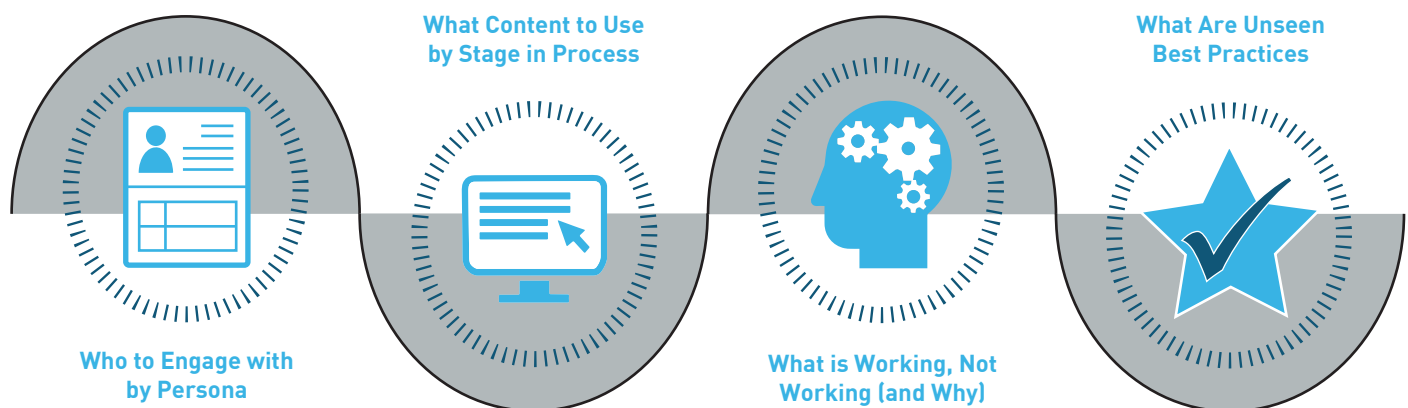 Who to Engage with
by Persona
What Content to Use
by Stage in Process
What is Working, Not
Working (and Why)
What Are Unseen
Best Practices